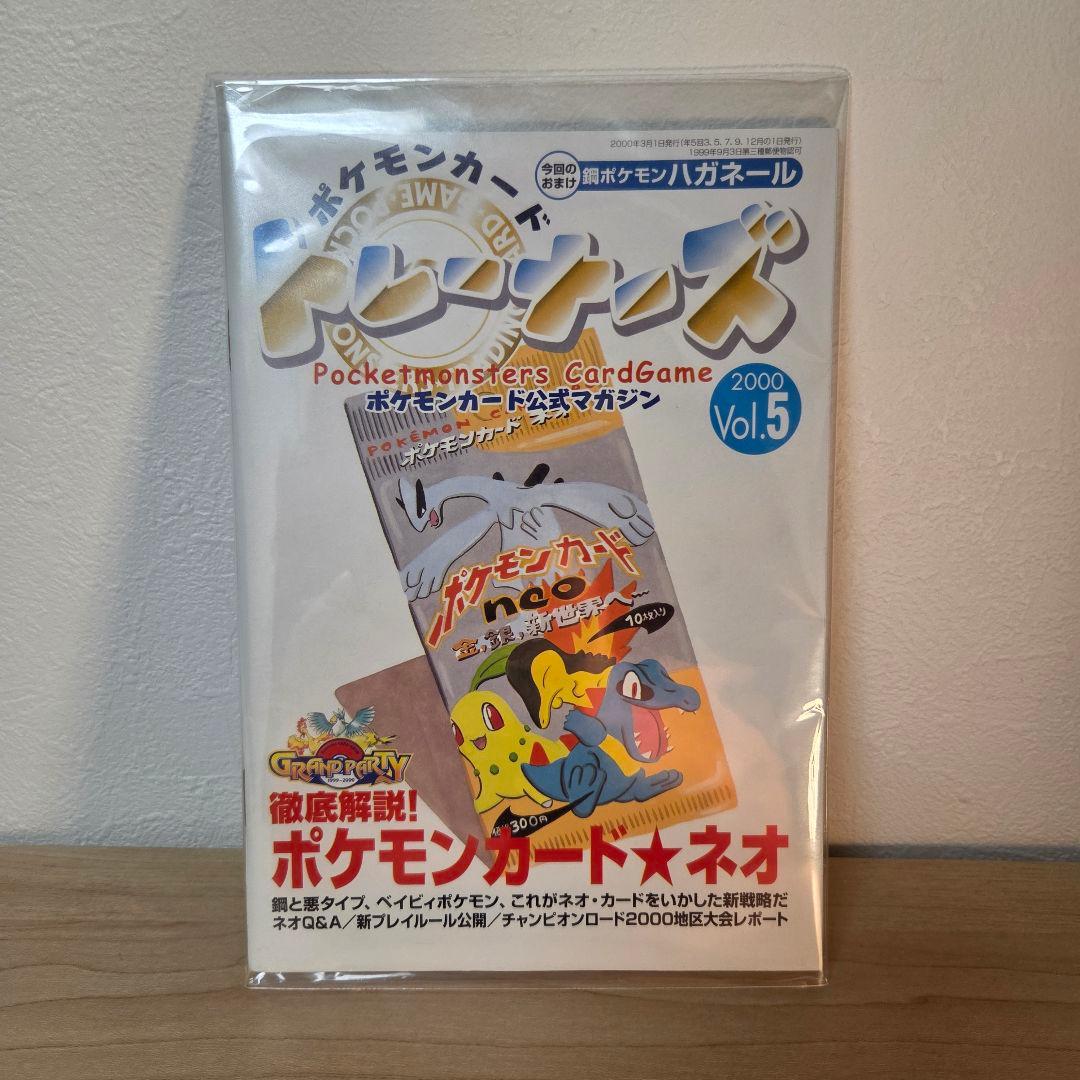 2000年3月1日発行(年5回3、5、7、9、12月の1日発行)
1999年9月3日第三種郵便物認可
今回の
おまけ
鋼ポケモン ハガネール
ポケモンカード
トレーナーズ
Pocketmonsters CardGame
ポケモンカード公式マガジン
2000
Vol.5
POKÉMON
ポケモンカード ネオ
ポケモンカード
neo
金、銀、新世界へ…
10枚入り
300円
GRAND PARTY
1999-2000
徹底解説!
ポケモンカード★ネオ
鋼と悪タイプ、ベイビィポケモン、これがネオ・カードをいかした新戦略だ
ネオQ&A/新プレイルール公開/チャンピオンロード2000地区大会レポート